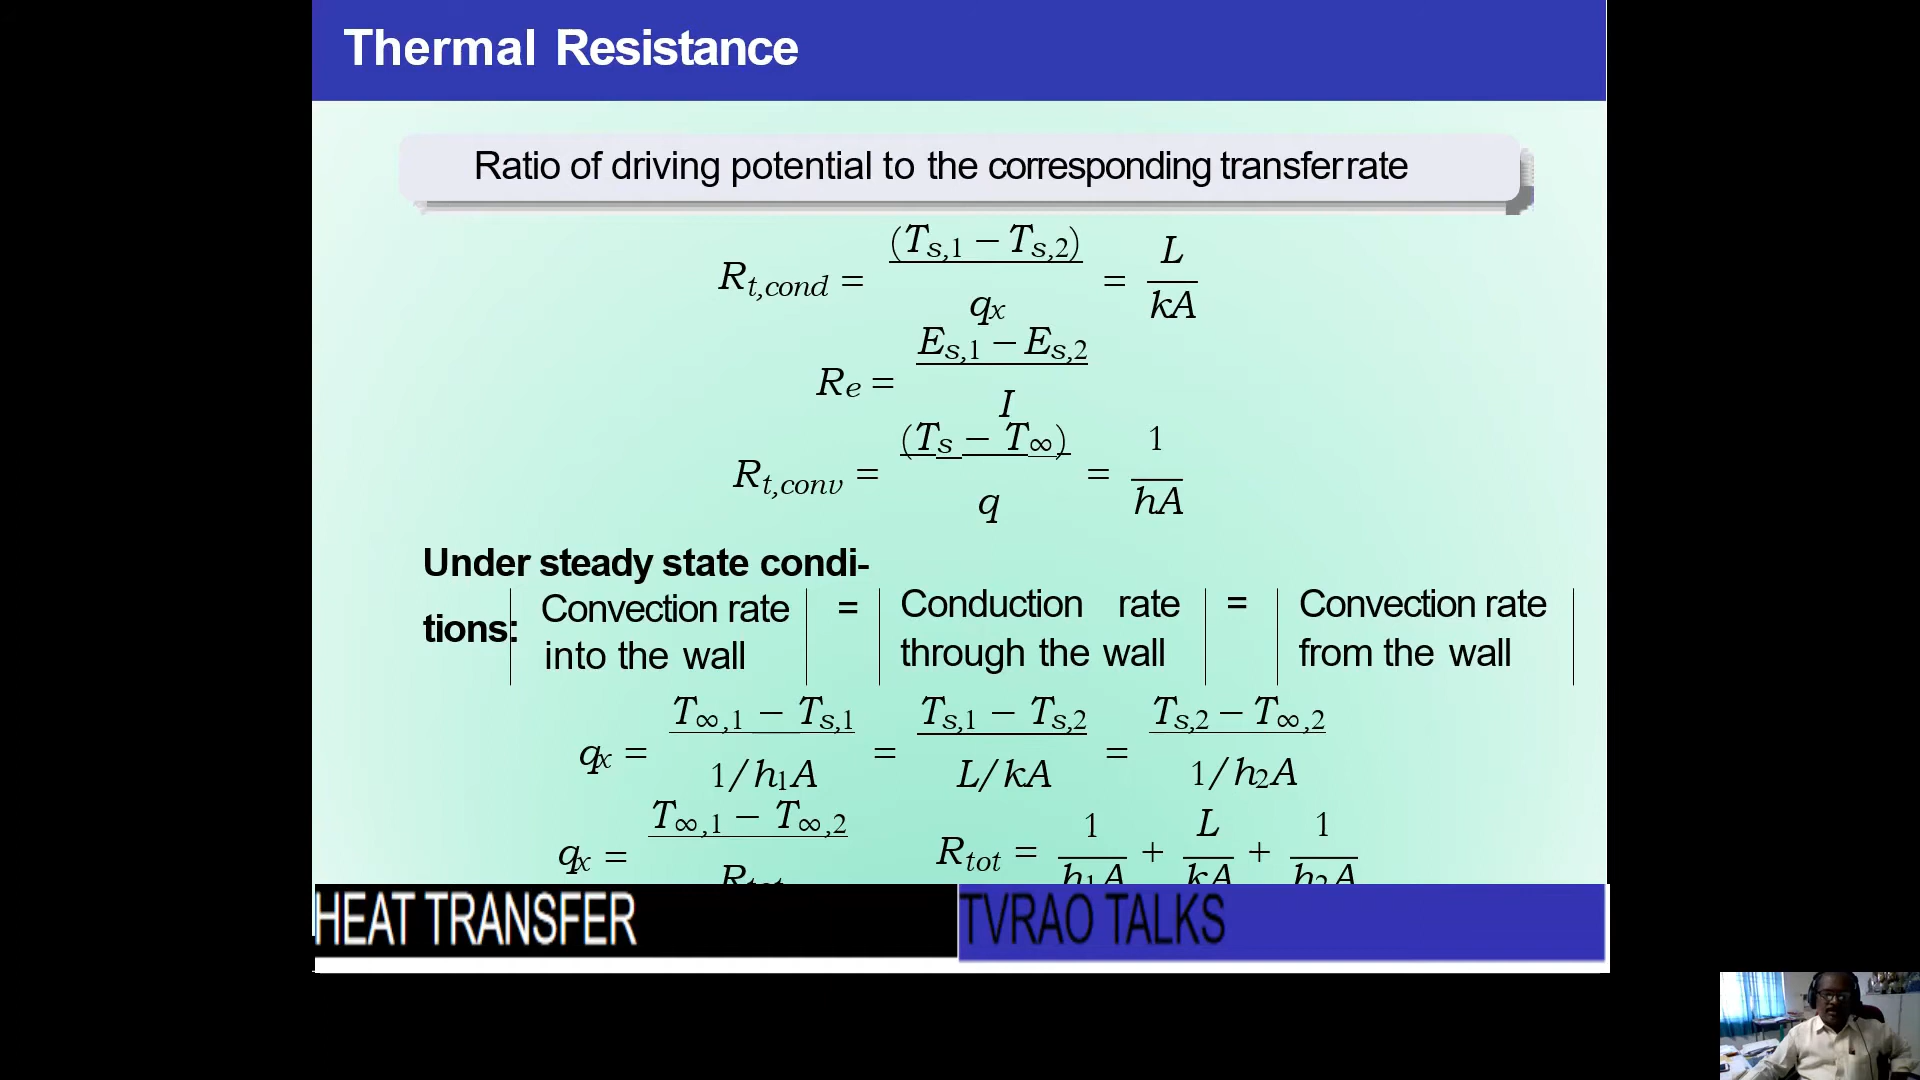 Thermal Resistance
Ratio of driving potential to the corresponding transfer rate
R_{t,cond} = (T_{s,1} − T_{s,2}) / q_x = L / kA
R_e = E_{s,1} − E_{s,2} / I
R_{t,conv} = (T_s − T_∞) / q = 1 / hA
Under steady state condi-
tions: Convection rate into the wall = Conduction rate through the wall = Convection rate from the wall
q_x = T_{∞,1} − T_{s,1} / 1/h_1A = T_{s,1} − T_{s,2} / L/kA = T_{s,2} − T_{∞,2} / 1/h_2A
q_x = T_{∞,1} − T_{∞,2} / R_{tot} R_{tot} = 1 / h_1A + L / kA + 1 / h_2A
HEAT TRANSFER
TVRAO TALKS